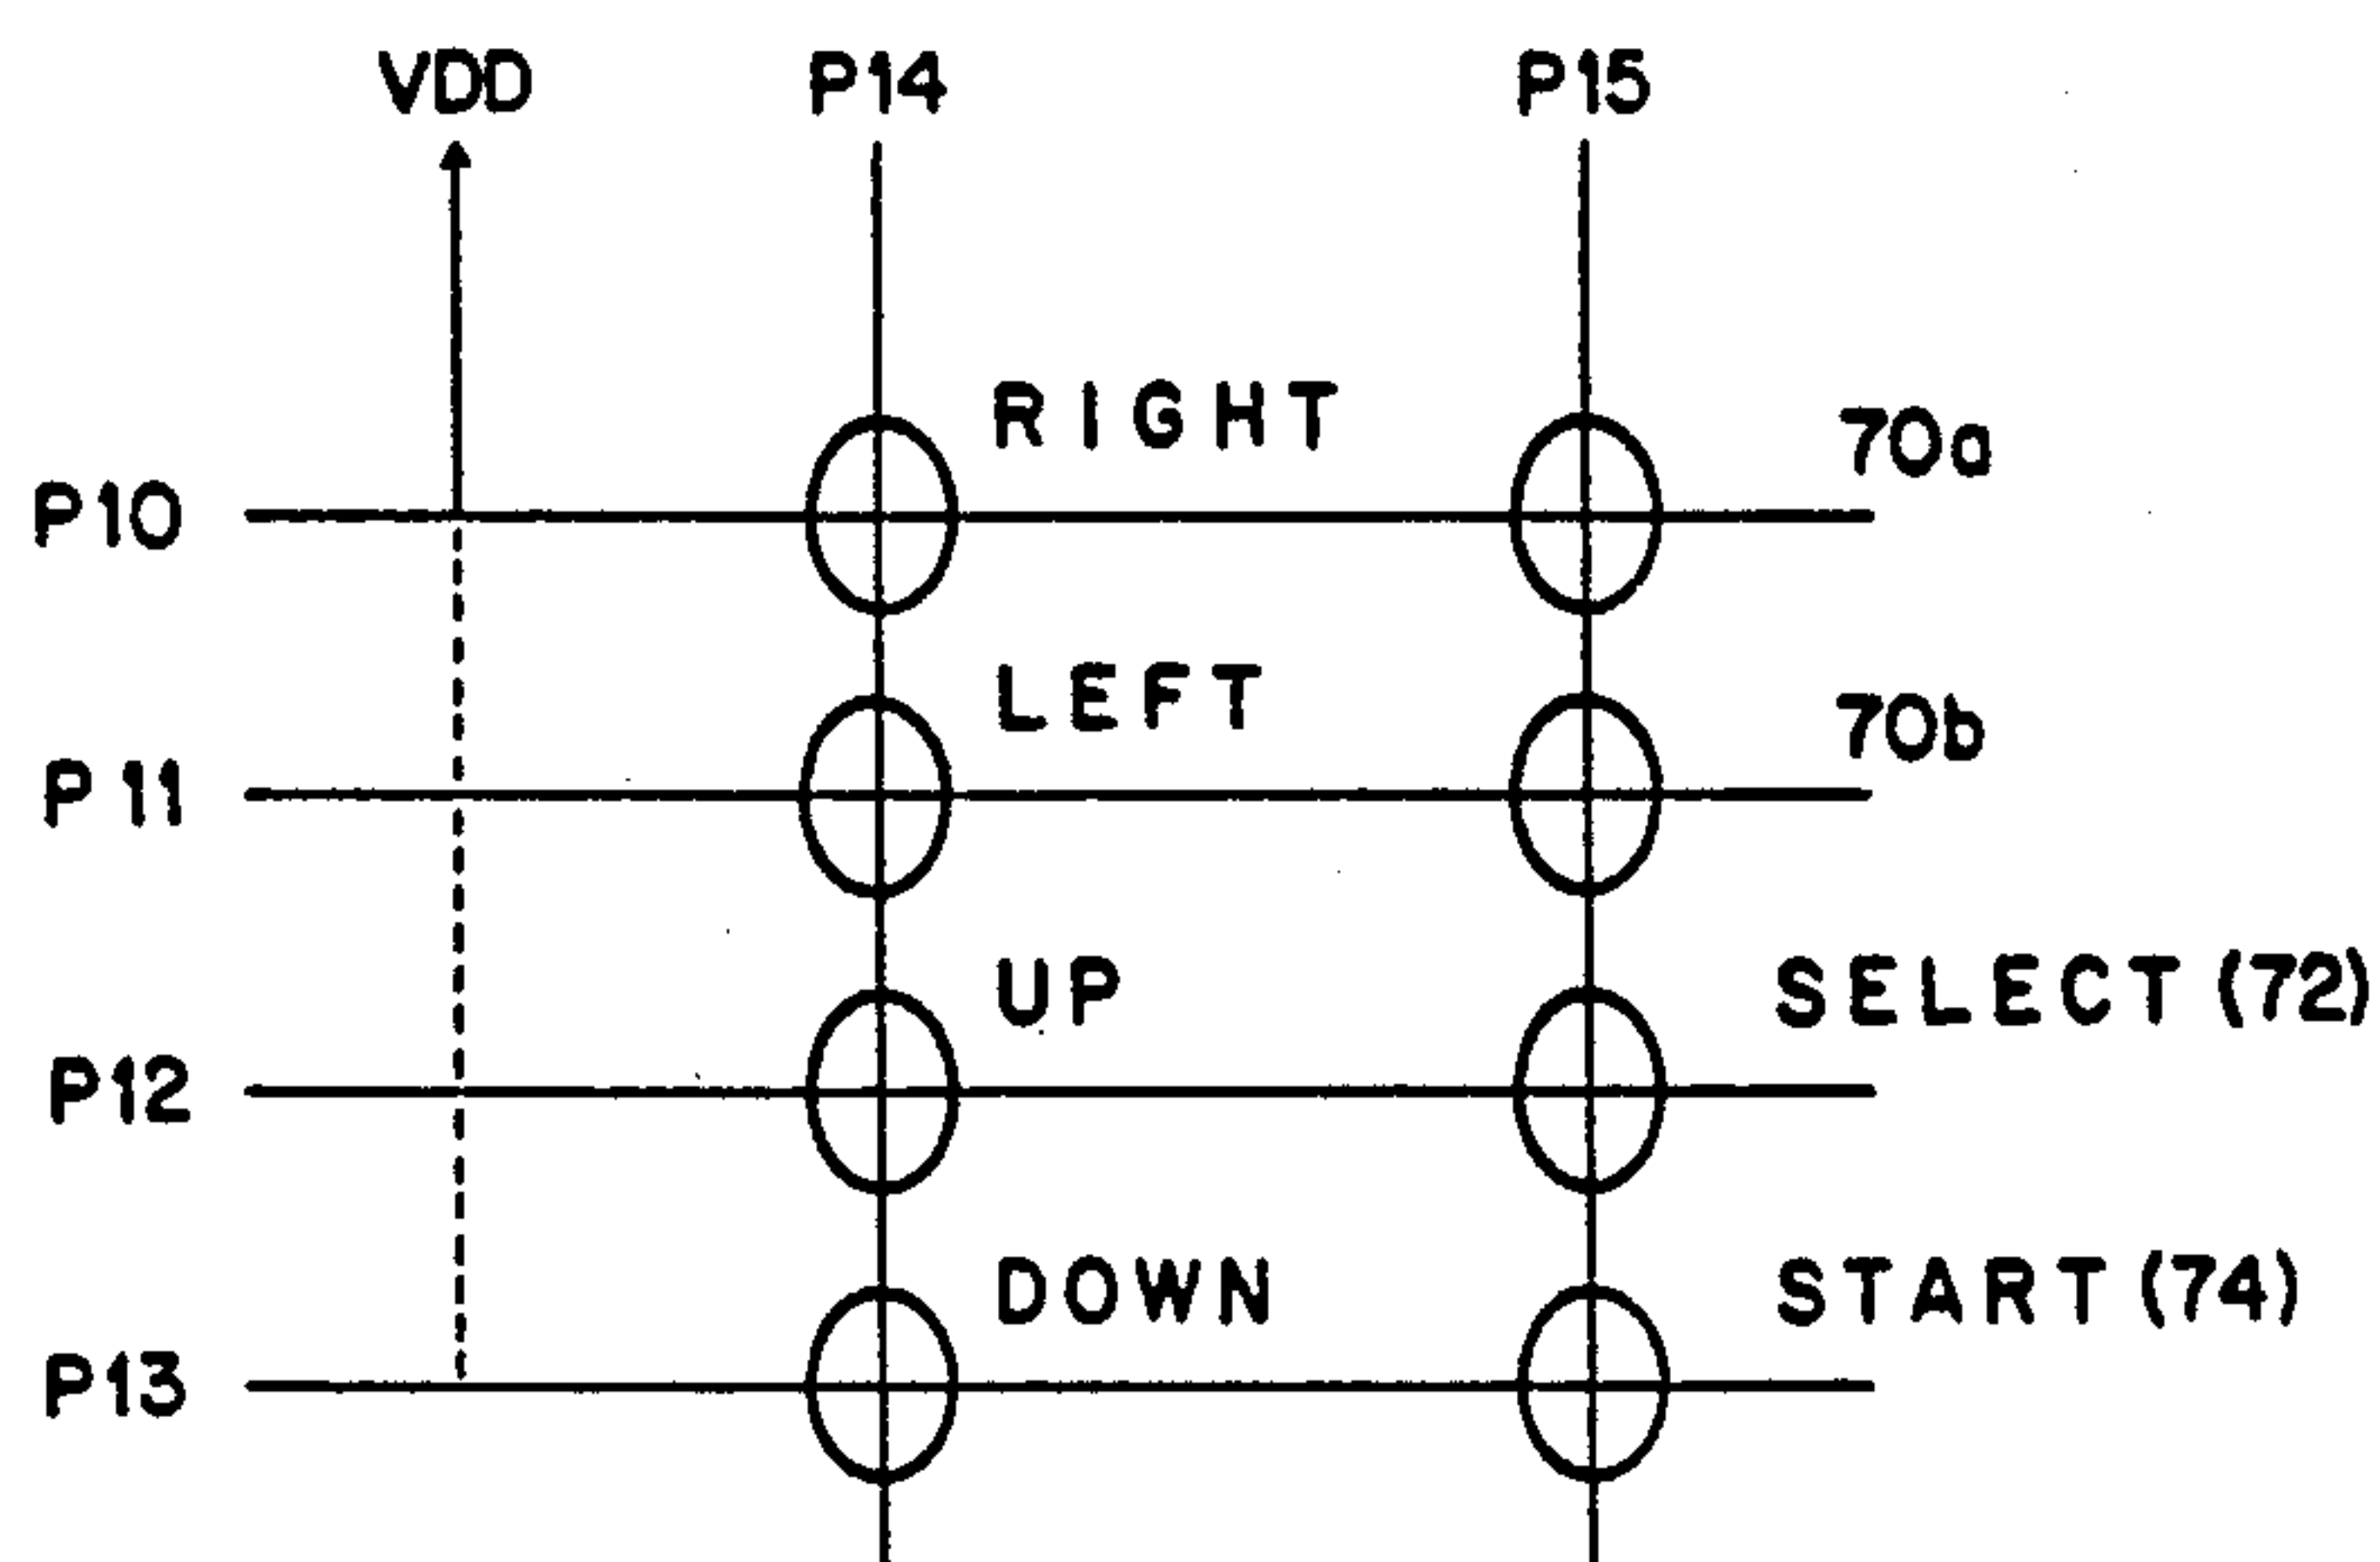 VDD P14 P15
RIGHT 70a
P10
LEFT 70b
P11
UP SELECT (72)
P12
DOWN START (74)
P13